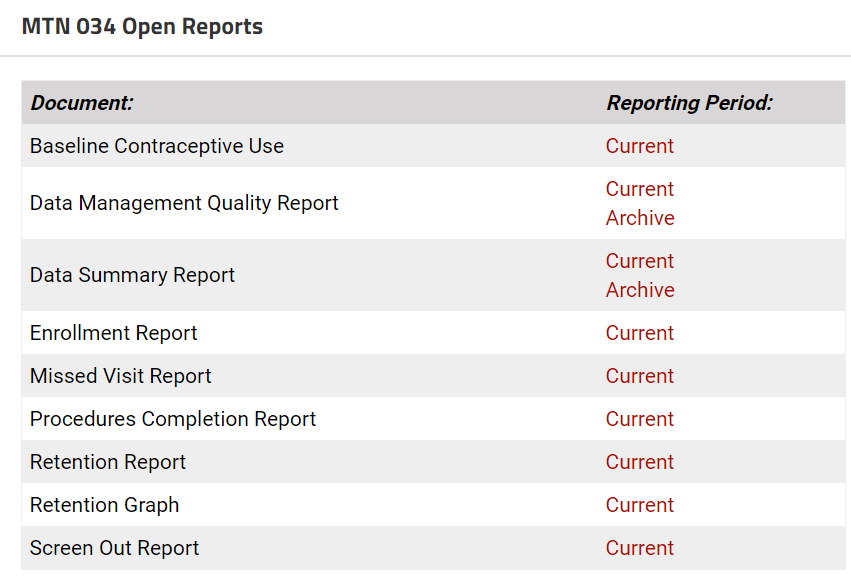 MTN 034 Open Reports
Document: Reporting Period:
Baseline Contraceptive Use Current
Data Management Quality Report Current
Archive
Data Summary Report Current
Archive
Enrollment Report Current
Missed Visit Report Current
Procedures Completion Report Current
Retention Report Current
Retention Graph Current
Screen Out Report Current